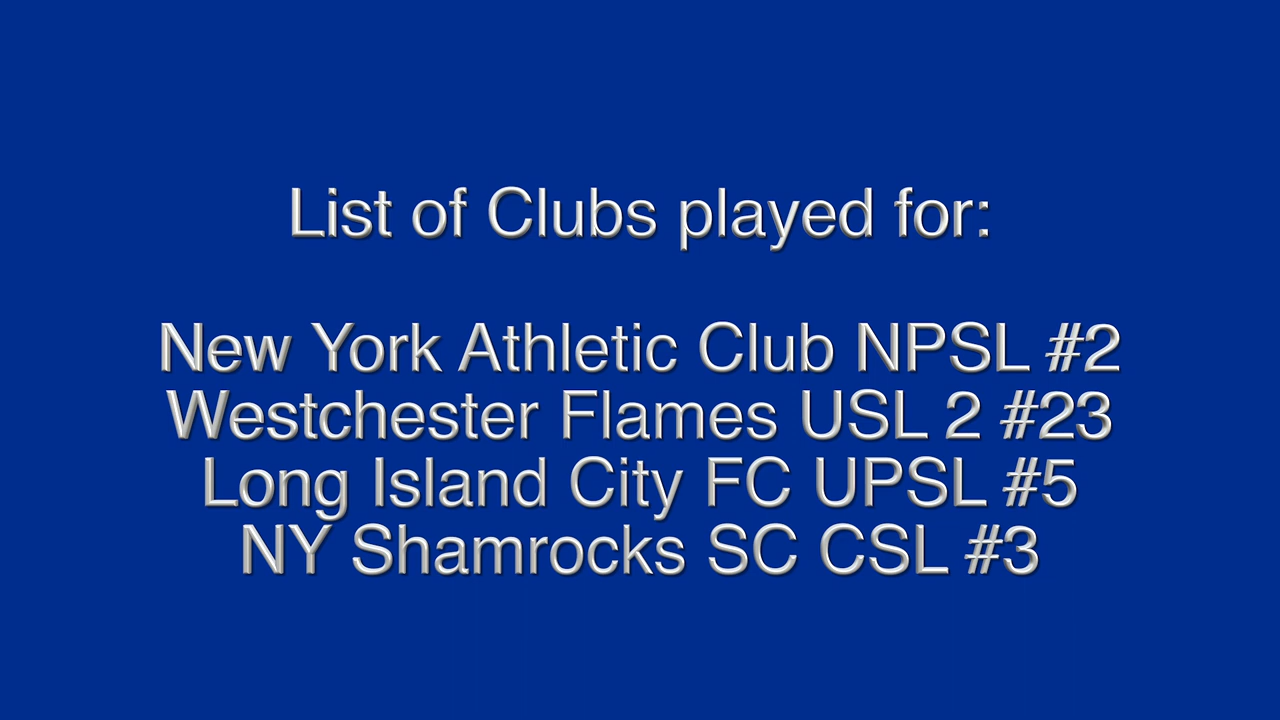 List of Clubs played for:
New York Athletic Club NPSL #2
Westchester Flames USL 2 #23
Long Island City FC UPSL #5
NY Shamrocks SC CSL #3